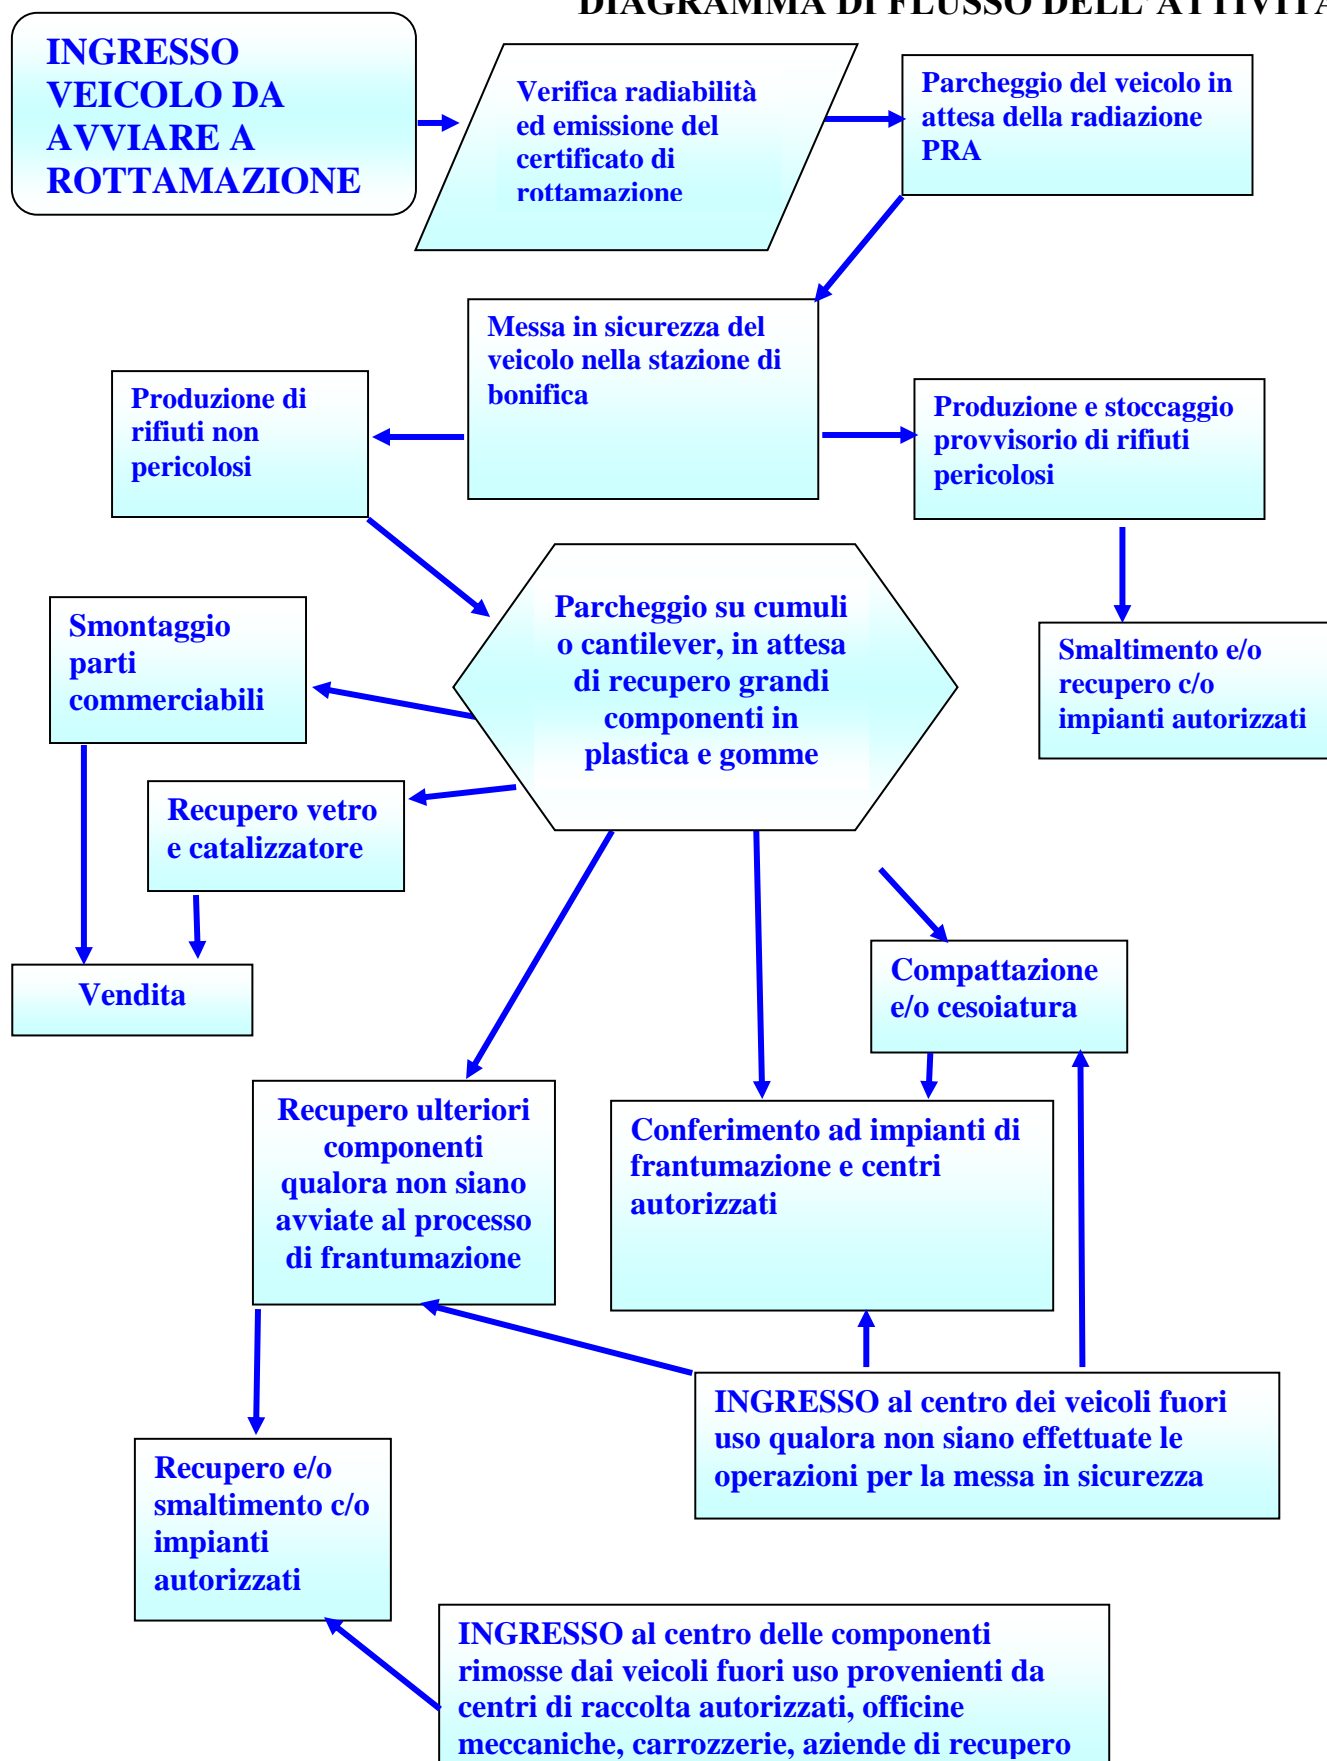 DIAGRAMMA DI FLUSSO DELL'ATTIVITA
INGRESSO
VEICOLO DA
AVVIARE A
ROTTAMAZIONE
Verifica radiabilità
ed emissione del
certificato di
rottamazione
Parcheggio del veicolo in
attesa della radiazione
PRA
Messa in sicurezza del
veicolo nella stazione di
bonifica
Produzione di
rifiuti non
pericolosi
Produzione e stoccaggio
provvisorio di rifiuti
pericolosi
Parcheggio su cumuli
o cantilever, in attesa
di recupero grandi
componenti in
plastica e gomme
Smontaggio
parti
commerciabili
Smaltimento e/o
recupero c/o
impianti autorizzati
Recupero vetro
e catalizzatore
Vendita
Compattazione
e/o cesoiatura
Recupero ulteriori
componenti
qualora non siano
avviate al processo
di frantumazione
Conferimento ad impianti di
frantumazione e centri
autorizzati
INGRESSO al centro dei veicoli fuori
uso qualora non siano effettuate le
operazioni per la messa in sicurezza
Recupero e/o
smaltimento c/o
impianti
autorizzati
INGRESSO al centro delle componenti
rimosse dai veicoli fuori uso provenienti da
centri di raccolta autorizzati, officine
meccaniche, carrozzerie, aziende di recupero